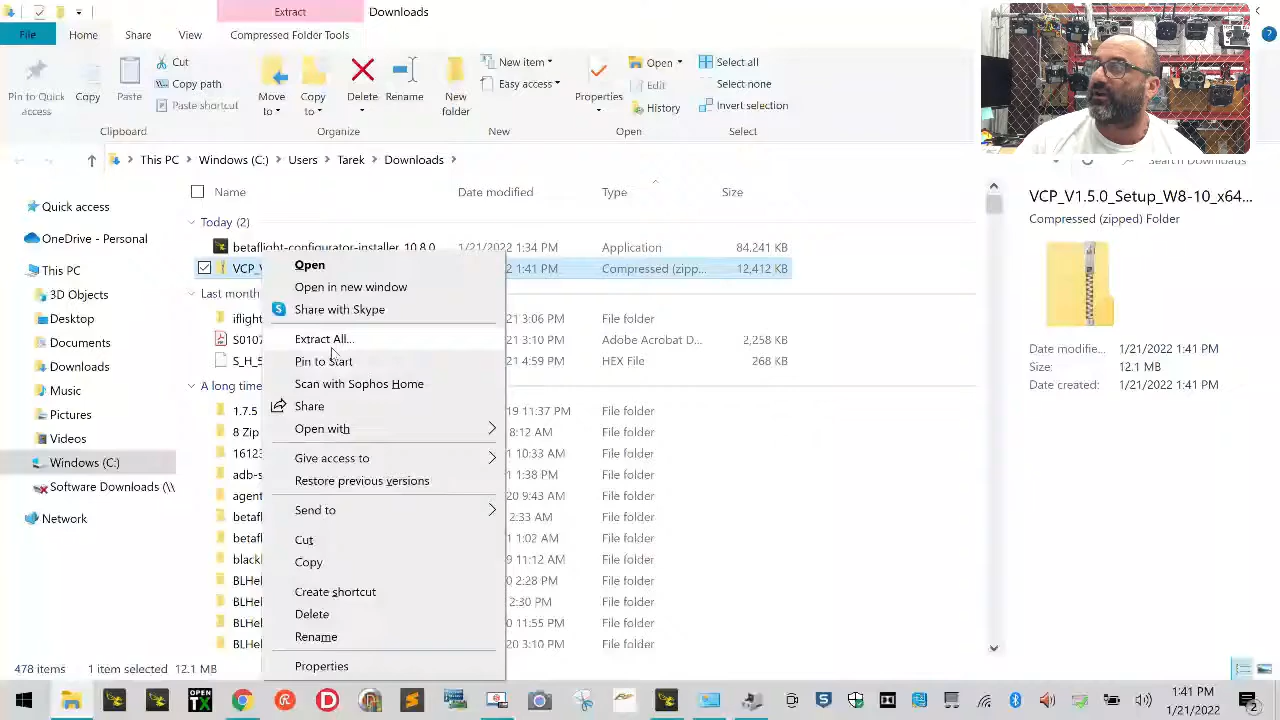 Extract
Downloads
File
Home
Share
View
Compressed Folder Tools
Pin to Quick access
Copy
Paste
Cut
Copy path
Paste shortcut
Move to
Copy to
Delete
Rename
New folder
New item
Easy access
Properties
Open
Edit
History
Select all
Select none
Invert selection
Clipboard
Organize
New
Open
Select
This PC
Windows (C:)
Tarek
Downloads
Search Downloads
Name
Date modified
Type
Size
Quick access
OneDrive - Personal
This PC
3D Objects
Desktop
Documents
Downloads
Music
Pictures
Videos
Windows (C:)
Software Downloads (\\
Network
Today (2)
betaflight-configurator-installer_10.8.0 1/21/2022 1:34 PM Application 84,241 KB
2 1:41 PM Compressed (zipp... 12,412 KB
Last month
iflight 21 3:06 PM File folder
S0107 21 3:10 PM Adobe Acrobat D... 2,258 KB
S_H_5 21 4:59 PM HEX File 268 KB
A long time
1.7.5 19 11:37 PM File folder
8 Zip 8:12 AM File folder
16123 1 10:33 AM File folder
adb-s 1 1:38 PM File folder
agent 20 9:43 AM File folder
betafl 2:33 AM File folder
betafl 1 1:02 AM File folder
black 9 11:12 AM File folder
BLHel 0 2:28 PM File folder
BLHel 2:30 PM File folder
BLHel 0 11:55 PM File folder
BLHel 20 3:10 PM File folder
Open
Open in new window
Share with Skype
Extract All...
Pin to Start
Scan with Sophos Home
Share
Open with
Give access to
Restore previous versions
Send to
Cut
Copy
Create shortcut
Delete
Rename
Properties
VCP_V1.5.0_Setup_W8-10_x64...
Compressed (zipped) Folder
Date modifie... 1/21/2022 1:41 PM
Size: 12.1 MB
Date created: 1/21/2022 1:41 PM
478 items 1 item selected 12.1 MB
OPEN TX
1:41 PM
1/21/2022
2